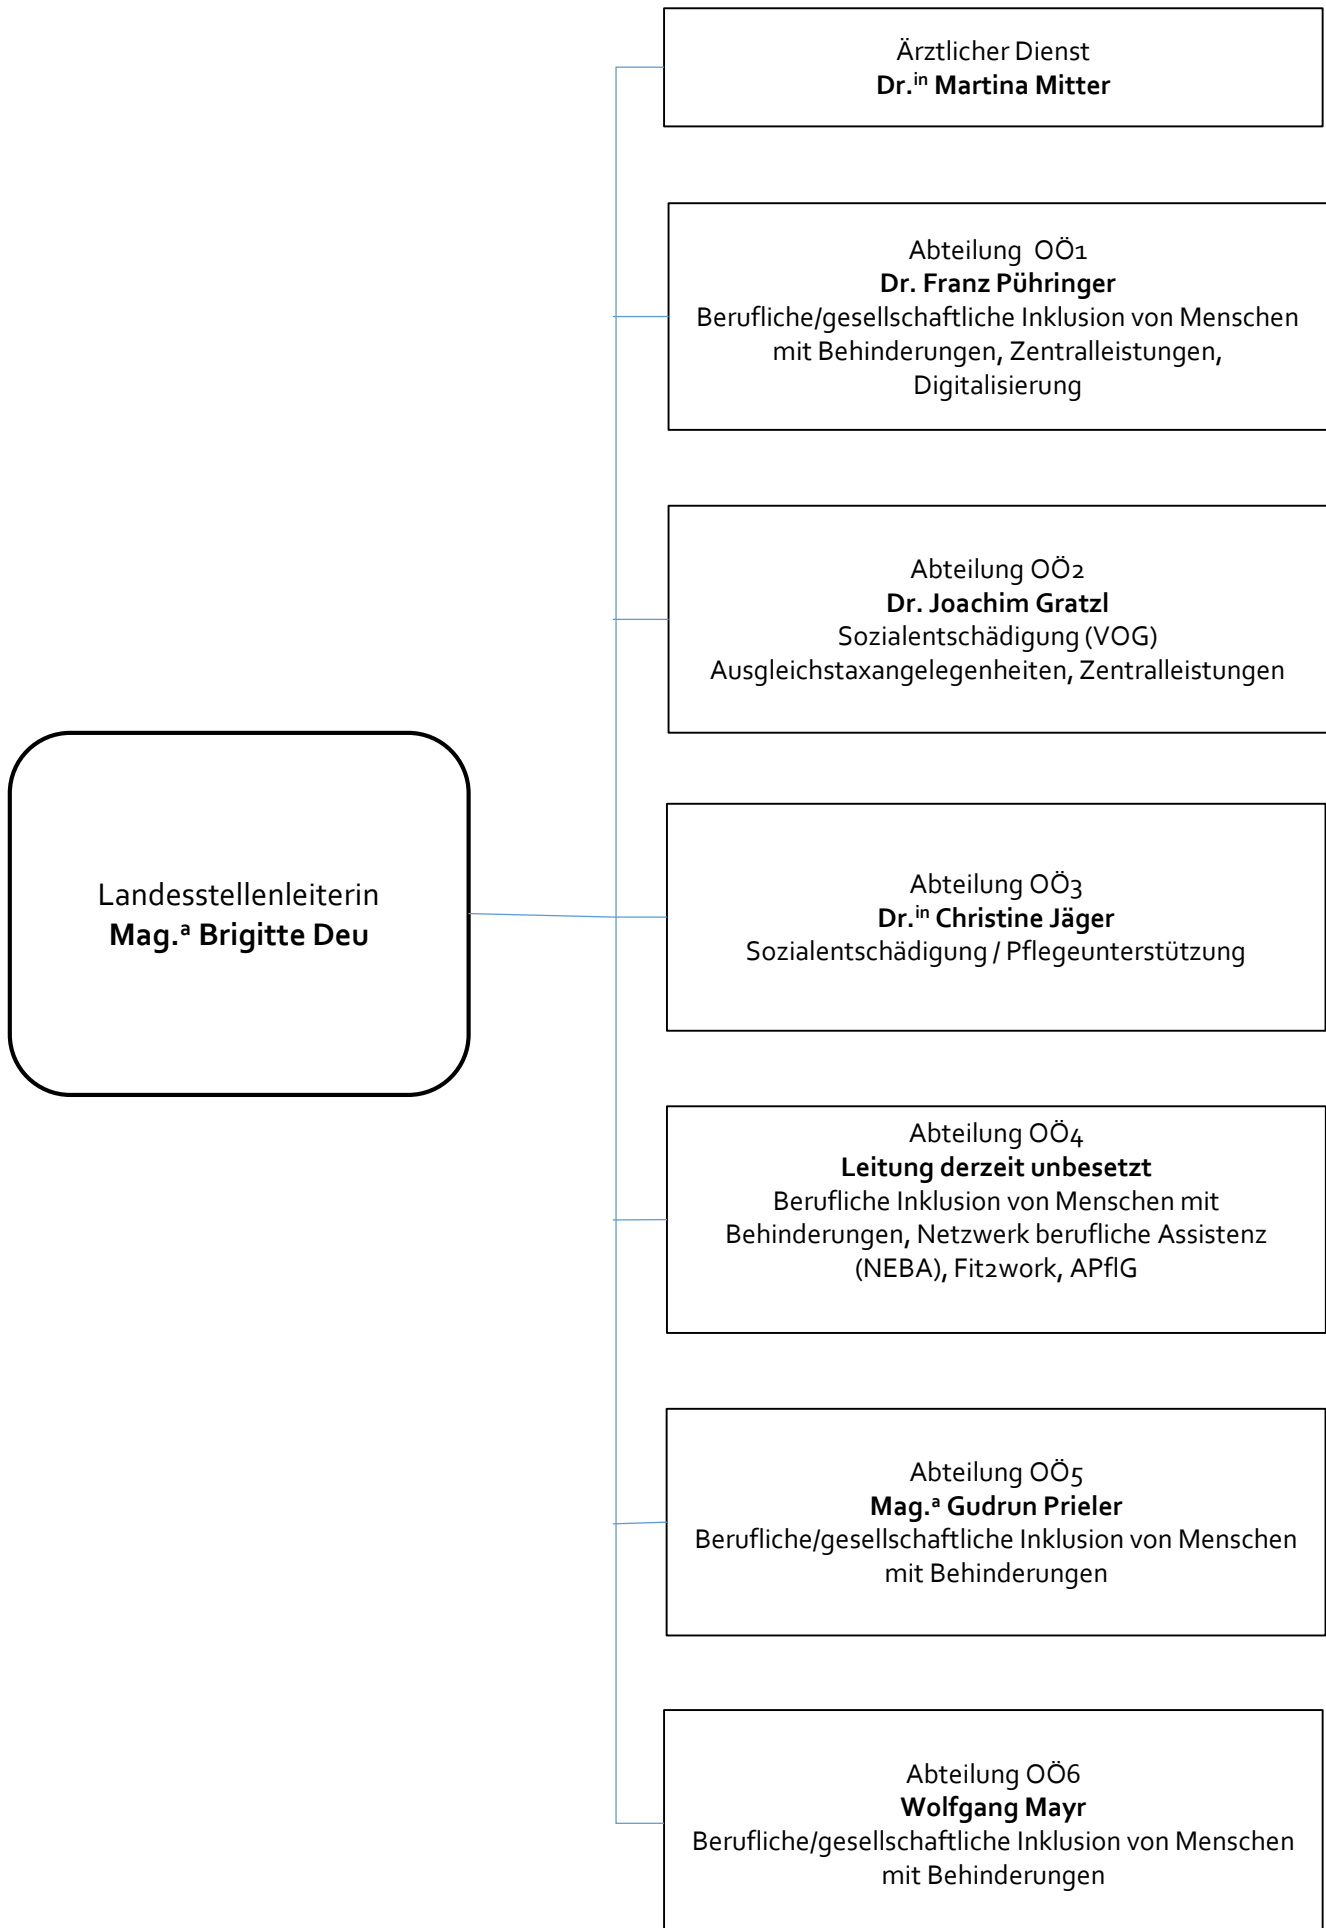 Ärztlicher Dienst
Dr.ⁱⁿ Martina Mitter
Abteilung OÖ1
Dr. Franz Pühringer
Berufliche/gesellschaftliche Inklusion von Menschen
mit Behinderungen, Zentralleistungen,
Digitalisierung
Abteilung OÖ2
Dr. Joachim Gratzl
Sozialentschädigung (VOG)
Ausgleichstaxangelegenheiten, Zentralleistungen
Landesstellenleiterin
Mag.ª Brigitte Deu
Abteilung OÖ3
Dr.ⁱⁿ Christine Jäger
Sozialentschädigung / Pflegeunterstützung
Abteilung OÖ4
Leitung derzeit unbesetzt
Berufliche Inklusion von Menschen mit
Behinderungen, Netzwerk berufliche Assistenz
(NEBA), Fit2work, APflG
Abteilung OÖ5
Mag.ª Gudrun Prieler
Berufliche/gesellschaftliche Inklusion von Menschen
mit Behinderungen
Abteilung OÖ6
Wolfgang Mayr
Berufliche/gesellschaftliche Inklusion von Menschen
mit Behinderungen